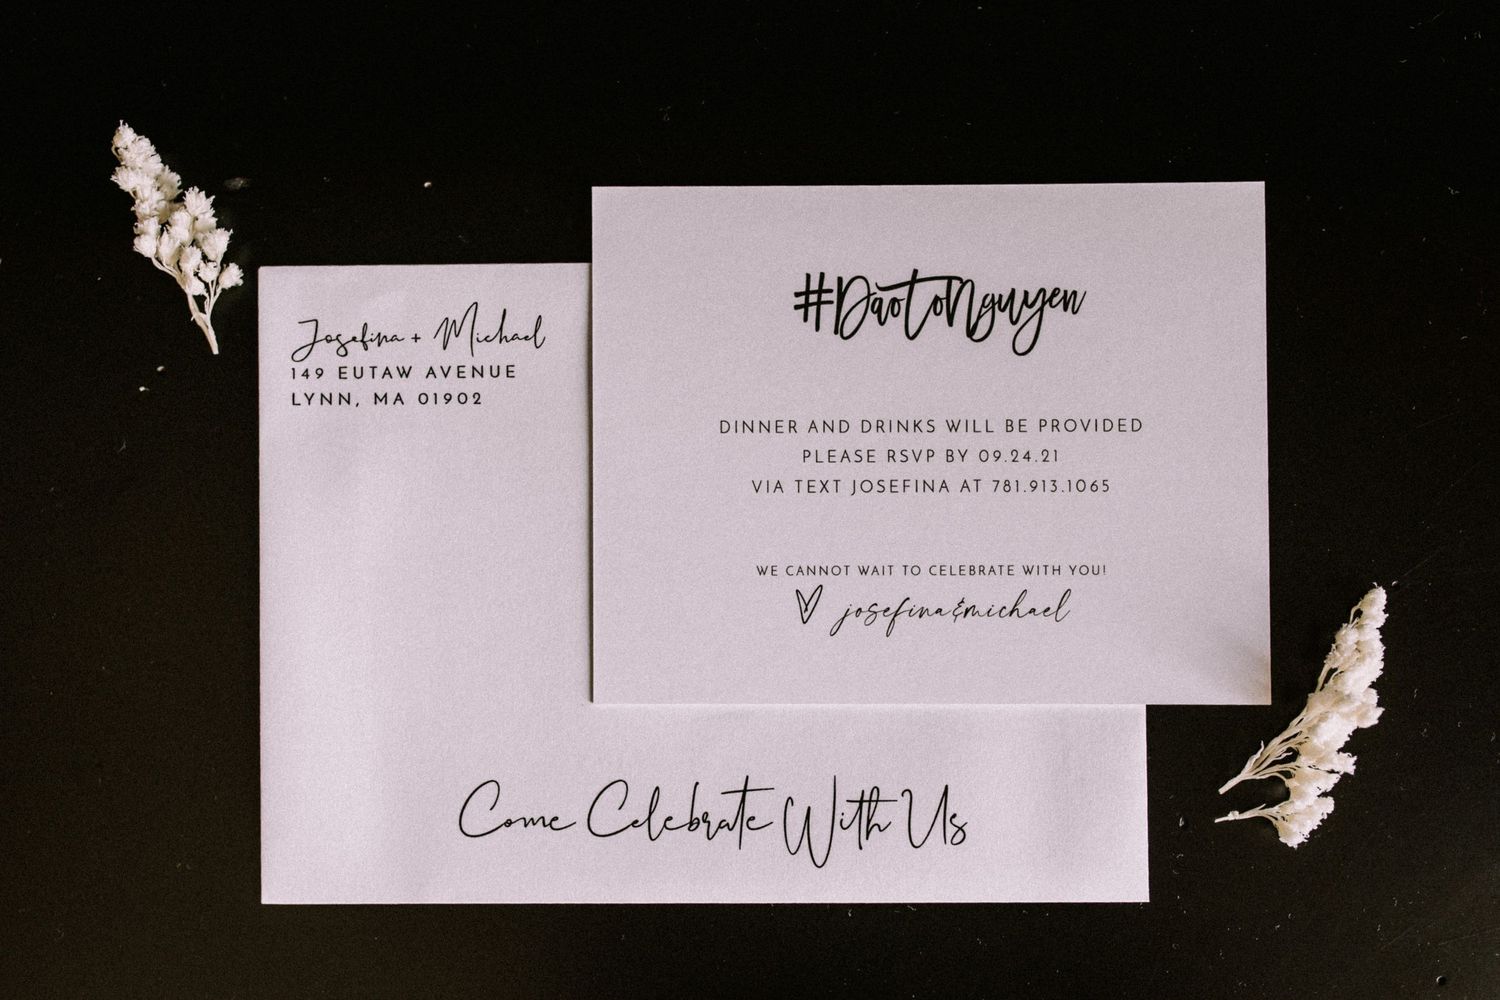 Josefina + Michael
149 EUTAW AVENUE
LYNN, MA 01902
Come Celebrate With Us
#DaotoNguyen
DINNER AND DRINKS WILL BE PROVIDED
PLEASE RSVP BY 09.24.21
VIA TEXT JOSEFINA AT 781.913.1065
WE CANNOT WAIT TO CELEBRATE WITH YOU!
josefina&michael